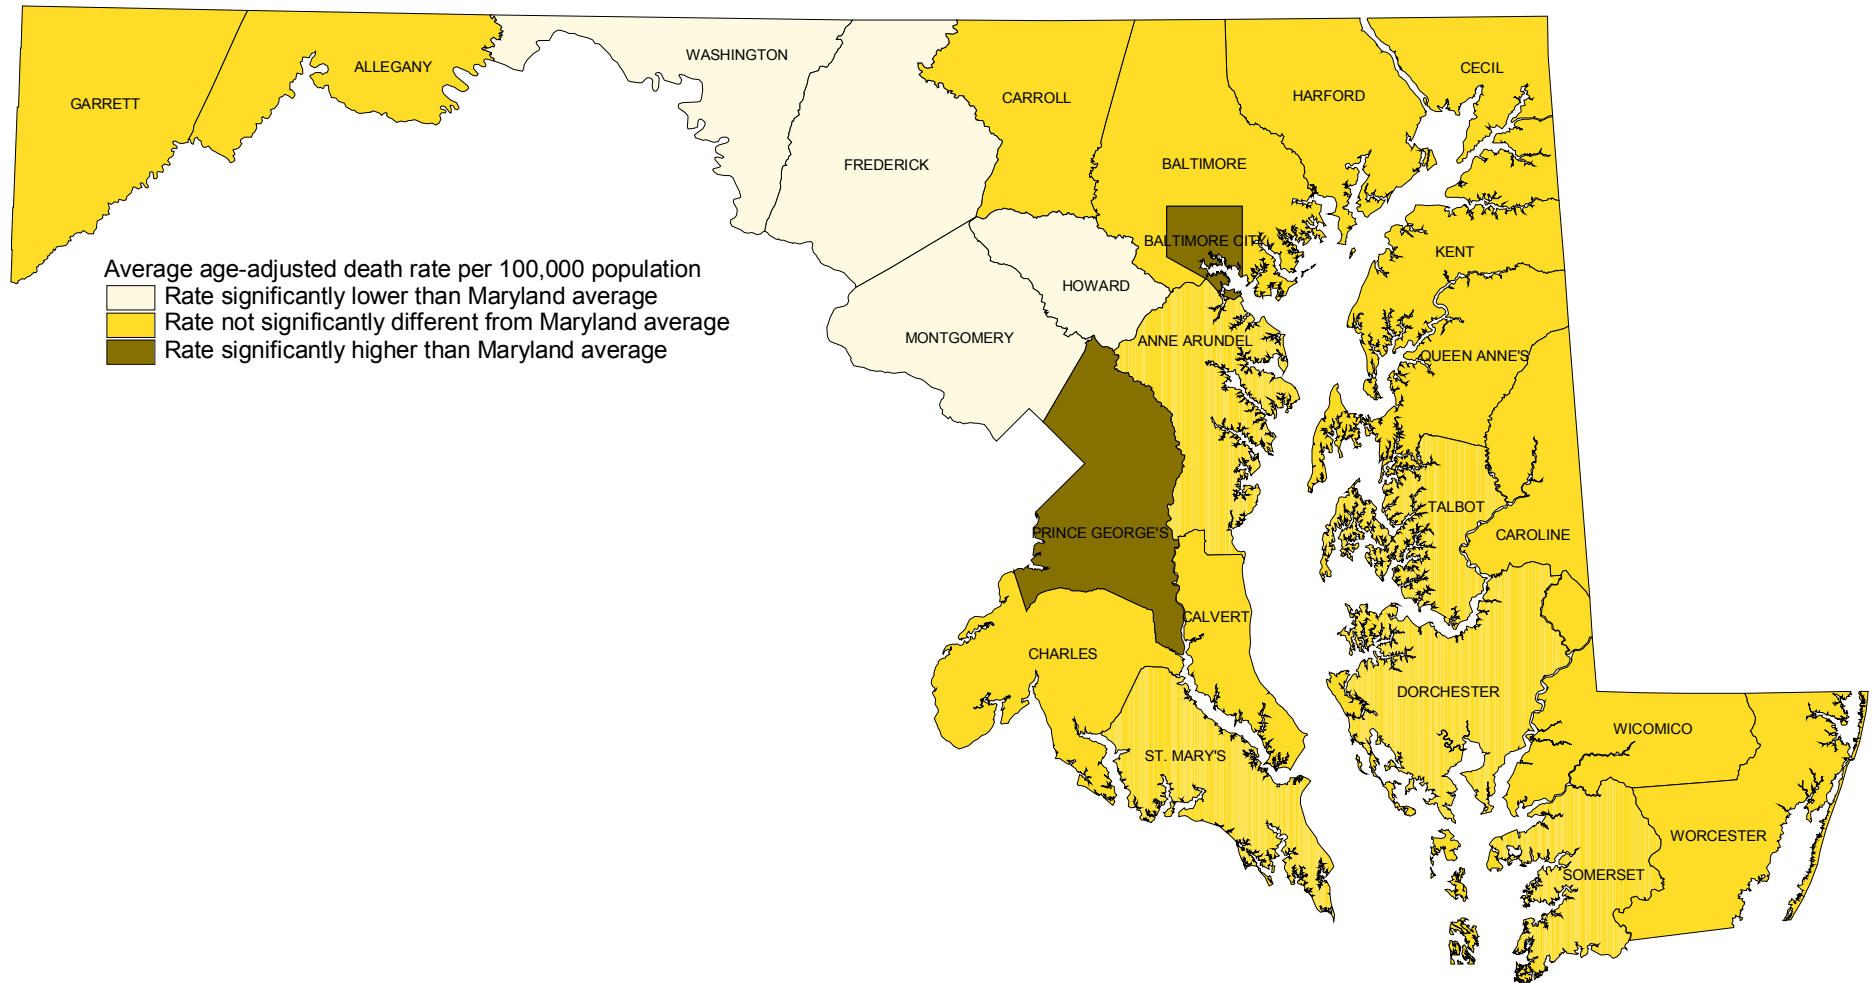 WASHINGTON
ALLEGANY
CECIL
GARRETT
CARROLL
HARFORD
FREDERICK
BALTIMORE
BALTIMORE CITY
KENT
Average age-adjusted death rate per 100,000 population
Rate significantly lower than Maryland average
Rate not significantly different from Maryland average
Rate significantly higher than Maryland average
HOWARD
MONTGOMERY
ANNE ARUNDEL
QUEEN ANNE'S
TALBOT
PRINCE GEORGE'S
CAROLINE
CALVERT
CHARLES
DORCHESTER
WICOMICO
ST. MARY'S
WORCESTER
SOMERSET